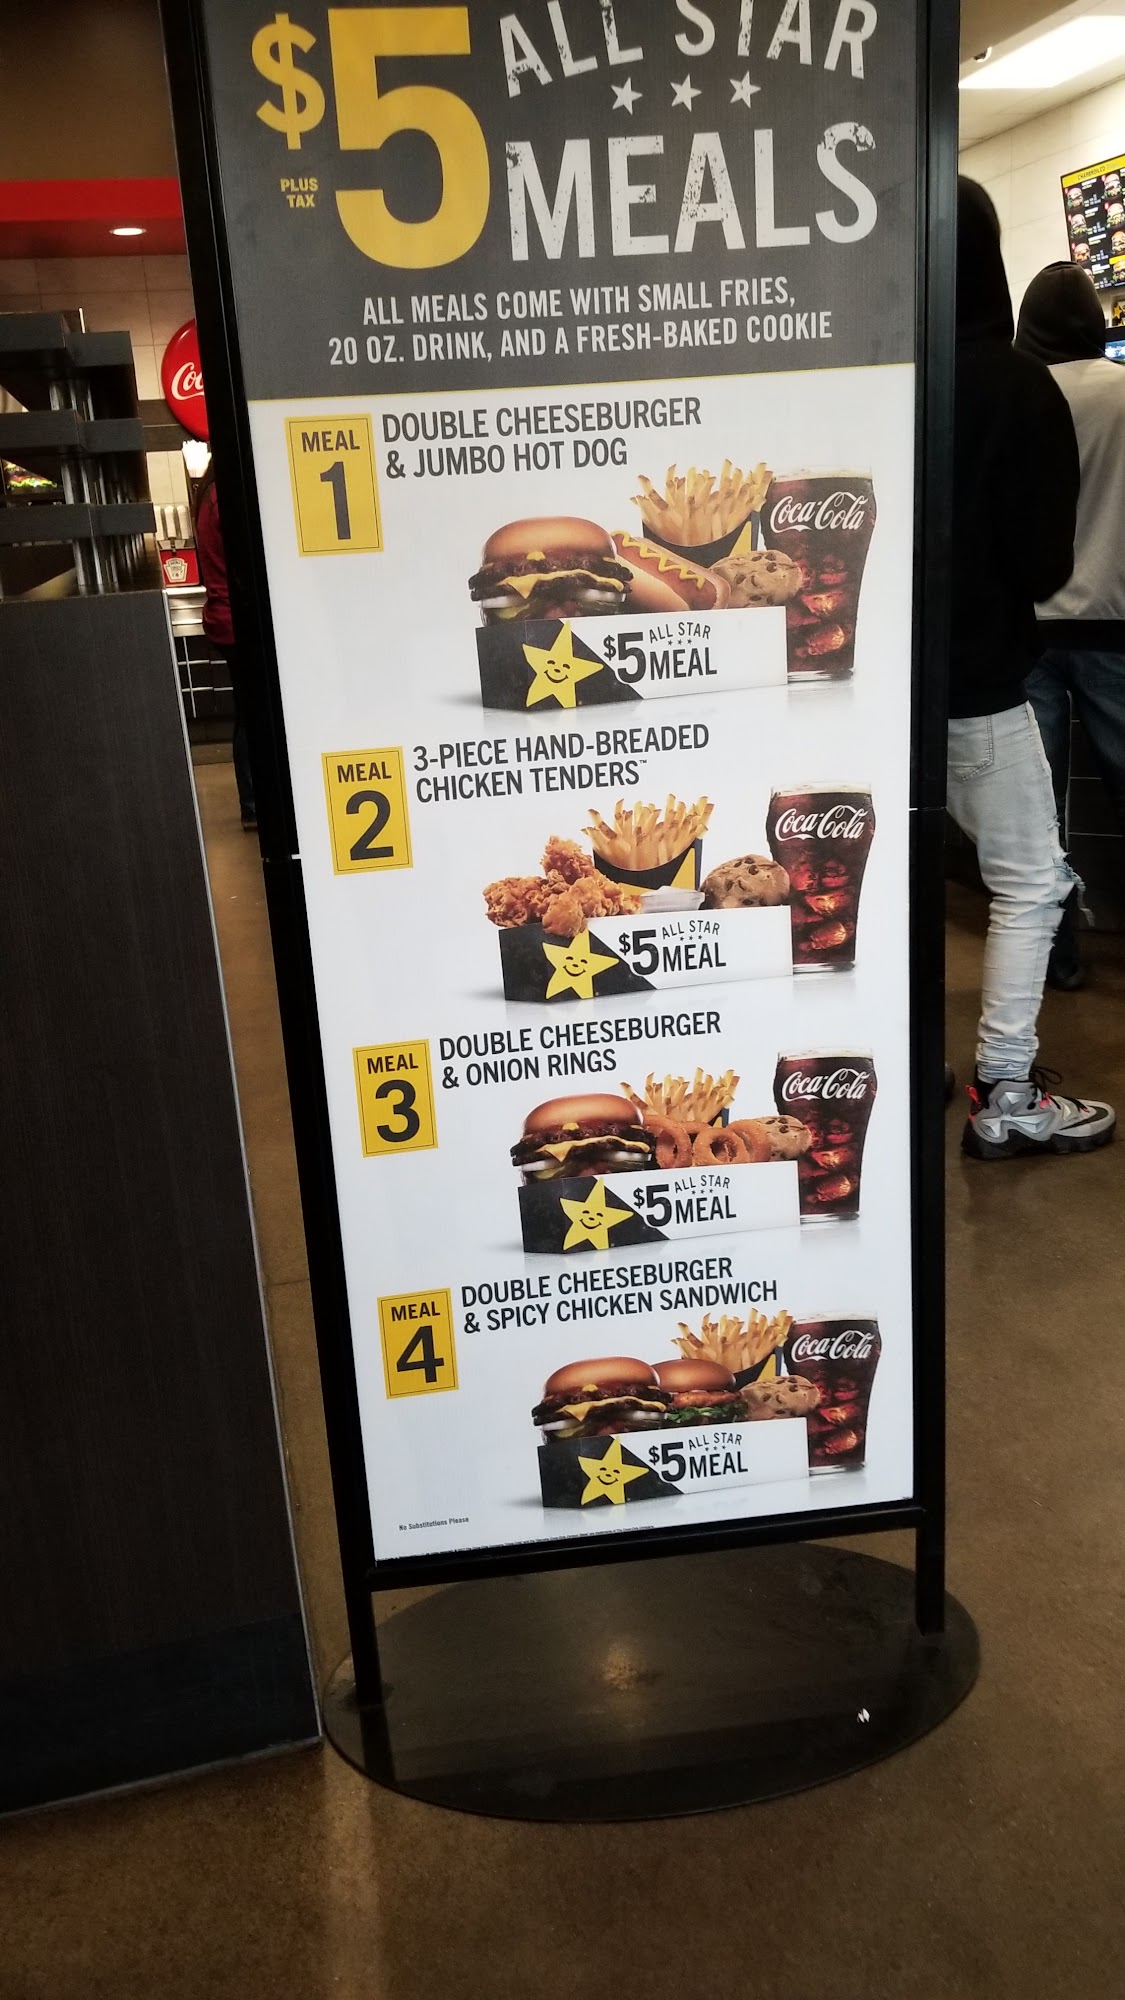 $5 ALL STAR
PLUS
TAX
MEALS
ALL MEALS COME WITH SMALL FRIES,
20 OZ. DRINK, AND A FRESH-BAKED COOKIE
MEAL
1
DOUBLE CHEESEBURGER
& JUMBO HOT DOG
Coca-Cola
$5 ALL STAR
MEAL
MEAL
2
3-PIECE HAND-BREADED
CHICKEN TENDERS™
Coca-Cola
$5 ALL STAR
MEAL
MEAL
3
DOUBLE CHEESEBURGER
& ONION RINGS
Coca-Cola
$5 ALL STAR
MEAL
MEAL
4
DOUBLE CHEESEBURGER
& SPICY CHICKEN SANDWICH
Coca-Cola
$5 ALL STAR
MEAL
No Substitutions Please
HEINZ